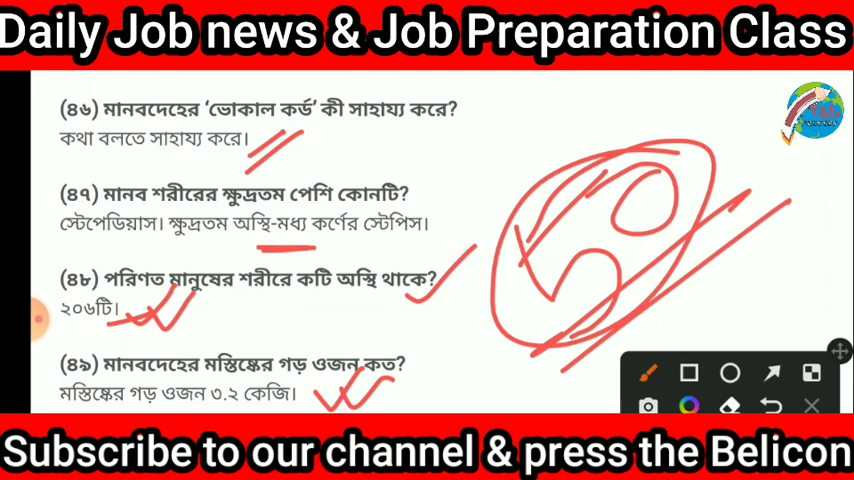 Daily Job news & Job Preparation Class
(৪৬) মানবদেহের ‘ভোকাল কর্ড’ কী সাহায্য করে?
কথা বলতে সাহায্য করে।
(৪৭) মানব শরীরের ক্ষুদ্রতম পেশি কোনটি?
স্টেপেডিয়াস। ক্ষুদ্রতম অস্থি-মধ্য কর্ণের স্টেপিস।
(৪৮) পরিণত মানুষের শরীরে কটি অস্থি থাকে?
২০৬টি।
(৪৯) মানবদেহের মস্তিষ্কের গড় ওজন কত?
মস্তিষ্কের গড় ওজন ৩.২ কেজি।
Subscribe to our channel & press the Belicon